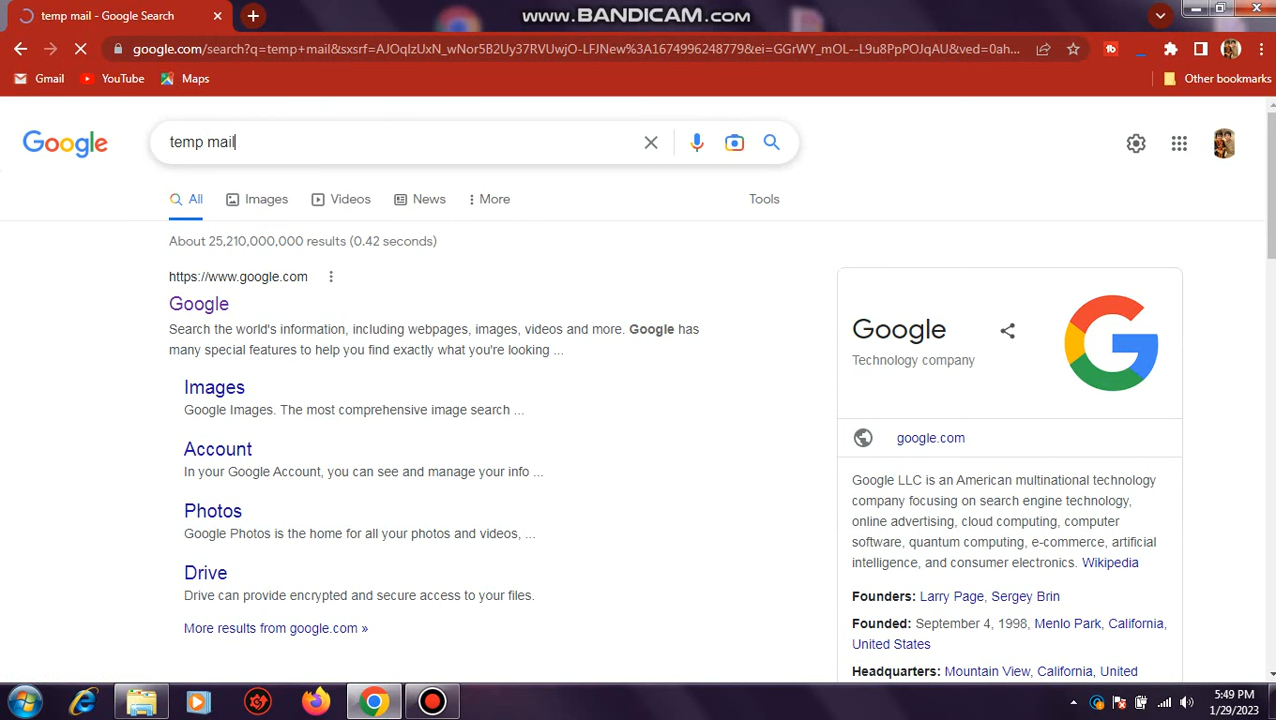 temp mail - Google Search
www.BANDICAM.com
google.com/search?q=temp+mail&sxsrf=AJOqlzUxN_wNor5B2Uy37RVUwjO-LFJNew%3A1674996248779&ei=GGrWY_mOL--L9u8PpPOJqAU&ved=0ah...
Gmail
YouTube
Maps
Other bookmarks
Google
temp mail
All
Images
Videos
News
More
Tools
About 25,210,000,000 results (0.42 seconds)
https://www.google.com
Google
Search the world's information, including webpages, images, videos and more. Google has
many special features to help you find exactly what you're looking ...
Images
Google Images. The most comprehensive image search ...
Account
In your Google Account, you can see and manage your info ...
Photos
Google Photos is the home for all your photos and videos, ...
Drive
Drive can provide encrypted and secure access to your files.
More results from google.com »
Google
Technology company
google.com
Google LLC is an American multinational technology
company focusing on search engine technology,
online advertising, cloud computing, computer
software, quantum computing, e-commerce, artificial
intelligence, and consumer electronics. Wikipedia
Founders: Larry Page, Sergey Brin
Founded: September 4, 1998, Menlo Park, California,
United States
Headquarters: Mountain View, California, United
5:49 PM
1/29/2023